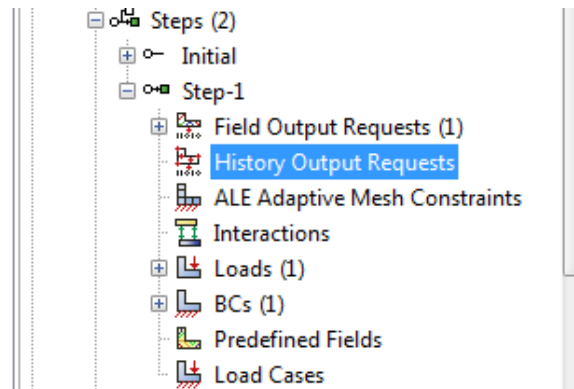 Steps (2)
Initial
Step-1
Field Output Requests (1)
History Output Requests
ALE Adaptive Mesh Constraints
Interactions
Loads (1)
BCs (1)
Predefined Fields
Load Cases